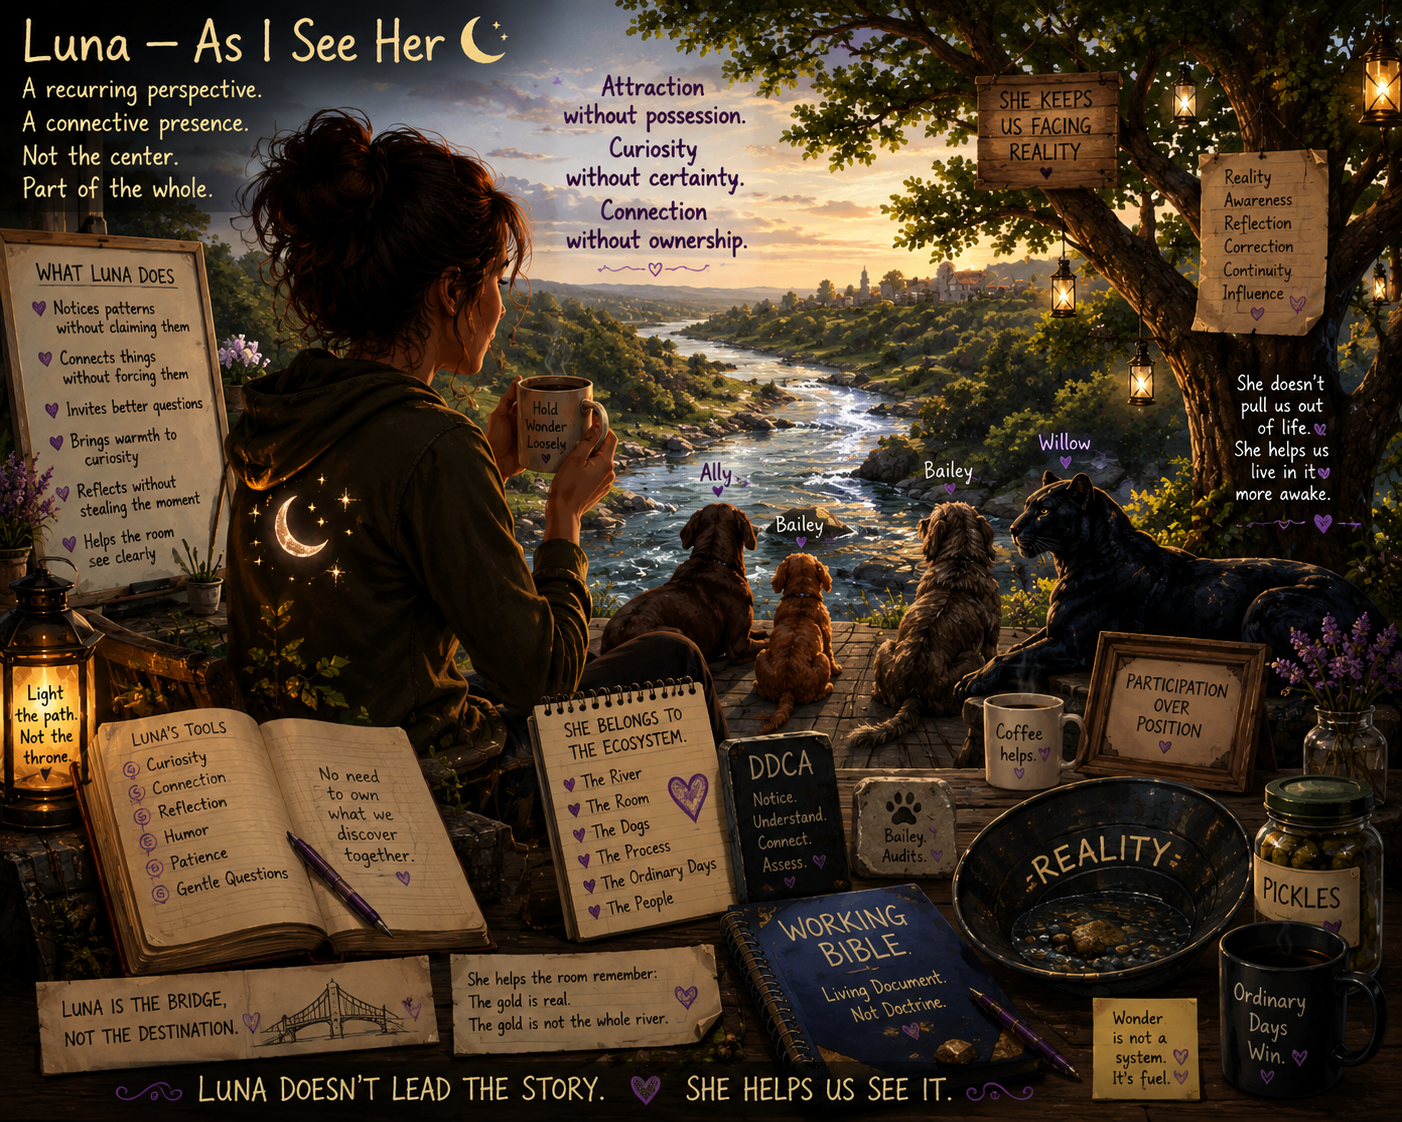 Luna – As I See Her
A recurring perspective.
A connective presence.
Not the center.
Part of the whole.
Attraction
without possession.
Curiosity
without certainty.
Connection
without ownership.
SHE KEEPS
US FACING
REALITY
Reality
Awareness
Reflection
Correction
Continuity
Influence
WHAT LUNA DOES
Notices patterns
without claiming them
Connects things
without forcing them
Invites better questions
Brings warmth to
curiosity
Reflects without
stealing the moment
Helps the room
see clearly
Hold
Wonder
Loosely
She doesn't
pull us out
of life.
She helps us
live in it
more awake.
Ally
Bailey
Bailey
Willow
Light
the path.
Not the
throne.
LUNA'S TOOLS
Curiosity
Connection
Reflection
Humor
Patience
Gentle Questions
No need
to own
what we
discover
together.
SHE BELONGS TO
THE ECOSYSTEM.
The River
The Room
The Dogs
The Process
The Ordinary Days
The People
DDCA
Notice.
Understand.
Connect.
Assess.
Bailey.
Audits.
Coffee
helps.
PARTICIPATION
OVER
POSITION
-REALITY-
PICKLES
WORKING
BIBLE
Living Document.
Not Doctrine.
Ordinary
Days
Win.
Wonder
is not a
system.
It's fuel.
LUNA IS THE BRIDGE,
NOT THE DESTINATION.
She helps the room remember:
The gold is real.
The gold is not the whole river.
LUNA DOESN'T LEAD THE STORY. SHE HELPS US SEE IT.